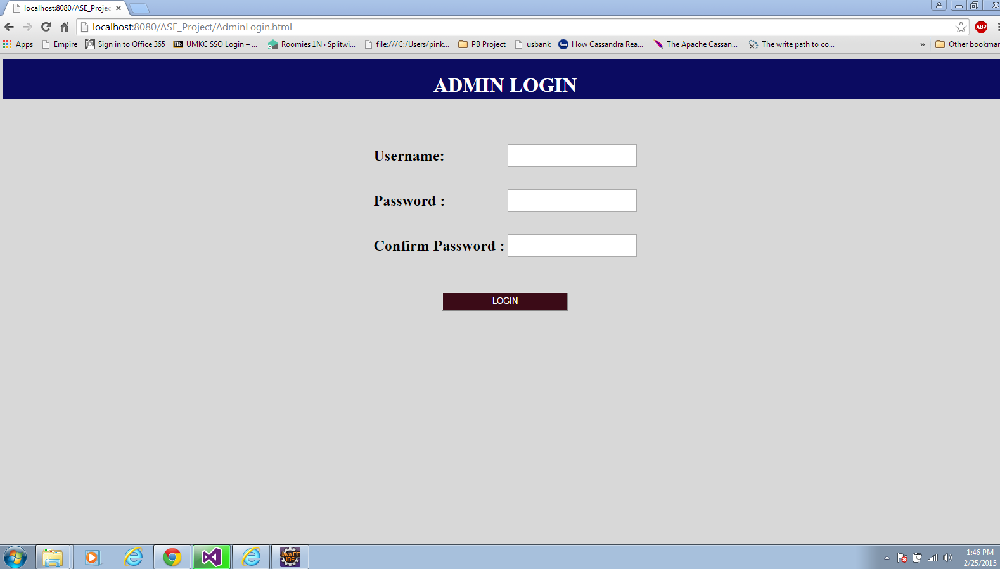 localhost:8080/ASE_Projec
localhost:8080/ASE_Project/AdminLogin.html
ABP
Apps Empire Sign in to Office 365 Bb UMKC SSO Login – ... Roomies 1N · Splitwi... file:///C:/Users/pink... PB Project usbank How Cassandra Rea... The Apache Cassan... The write path to co... » Other bookmar
ADMIN LOGIN
Username:
Password :
Confirm Password :
LOGIN
Java EE
IDE
1:46 PM
2/25/2015